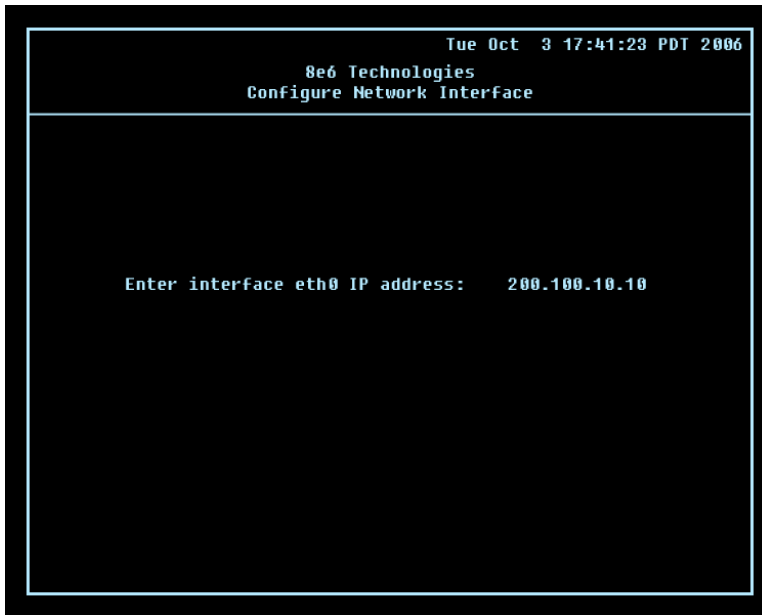 Tue Oct  3 17:41:23 PDT 2006
8e6 Technologies
Configure Network Interface
Enter interface eth0 IP address:    200.100.10.10